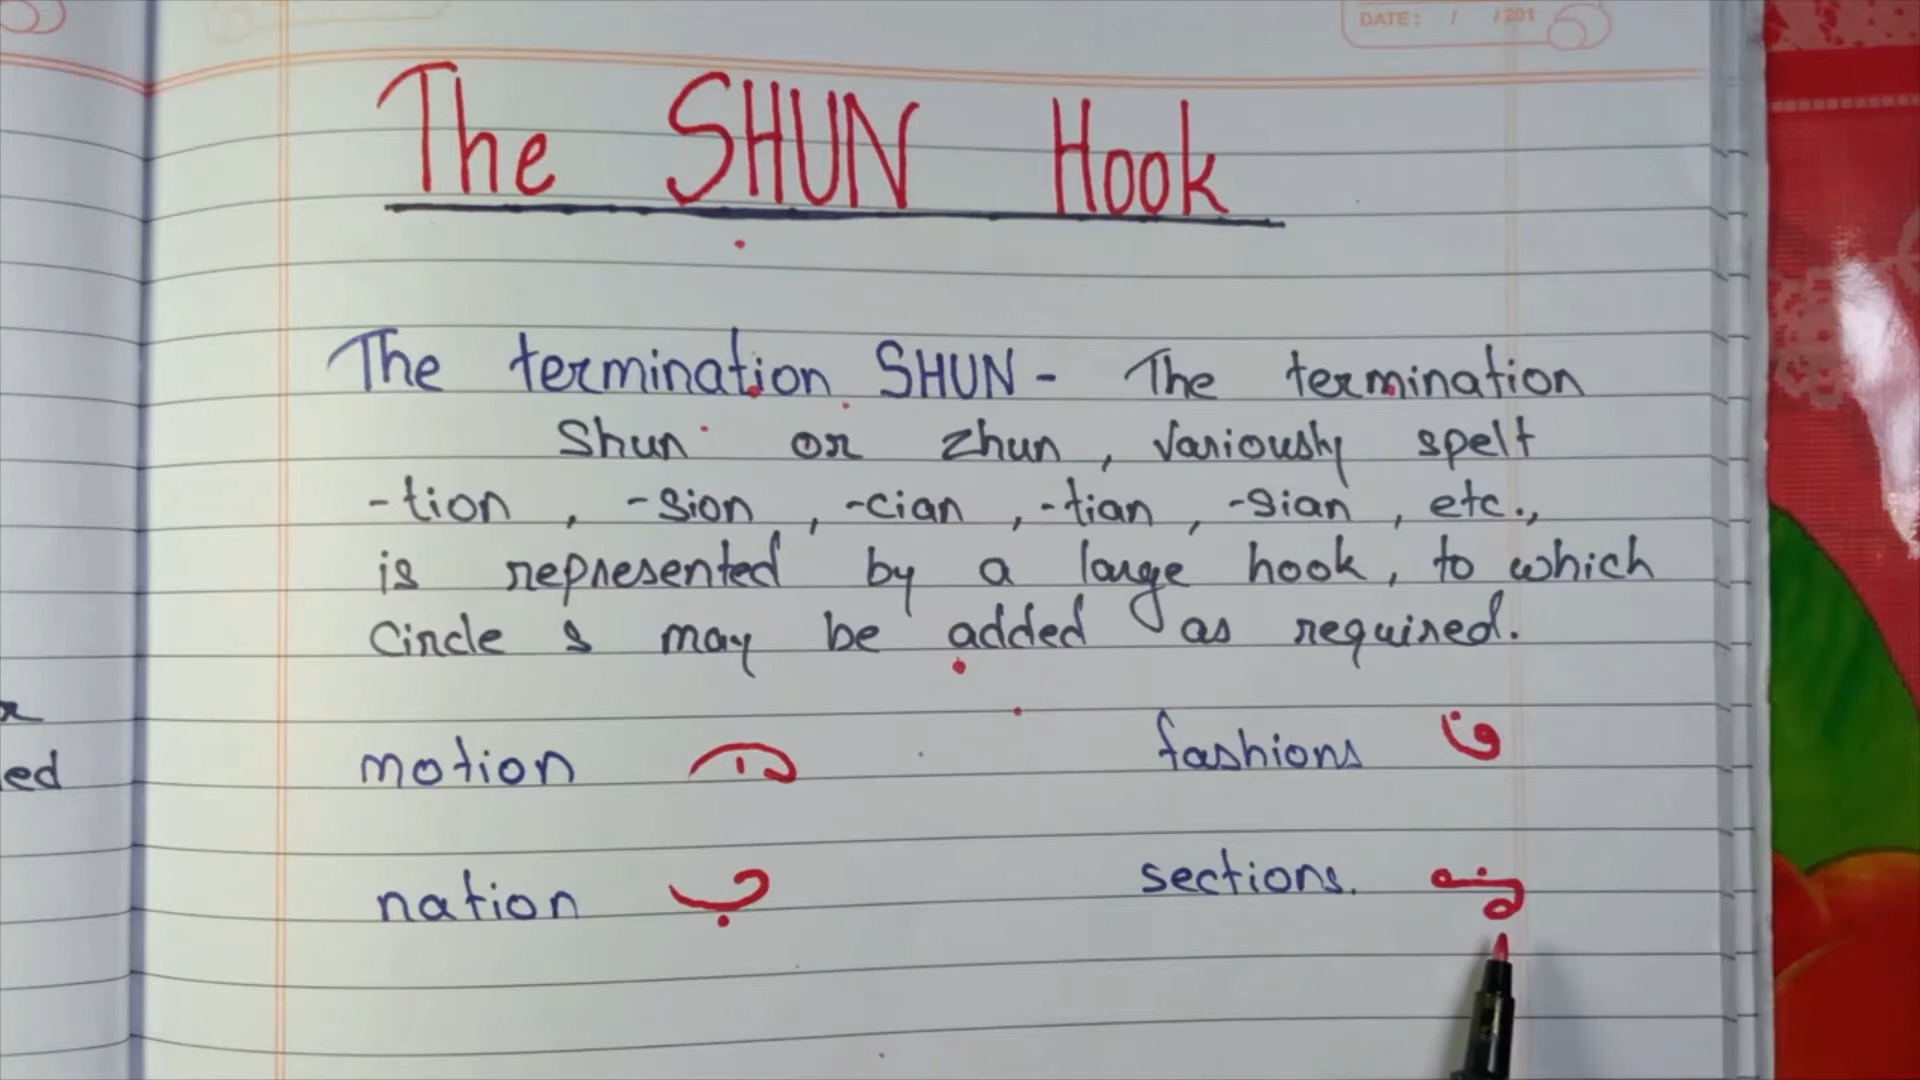 DATE: / /201
The SHUN Hook
The termination SHUN - The termination
Shun or zhun, variously spelt
-tion, -sion, -cian, -tian, -sian, etc.,
is represented by a large hook, to which
Circle s may be added as required.
motion
fashions
ed
nation
sections.